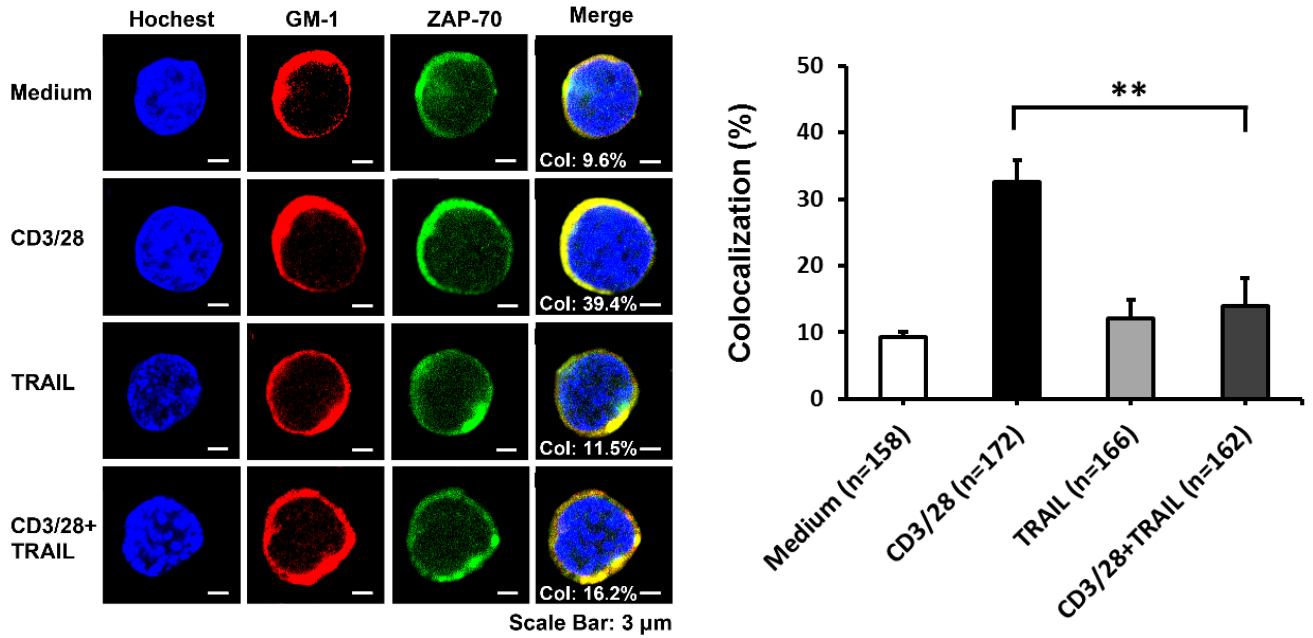 Hochest GM-1 ZAP-70 Merge
Medium
Col: 9.6%
CD3/28
Col: 39.4%
TRAIL
Col: 11.5%
CD3/28+
TRAIL
Col: 16.2%
Scale Bar: 3 μm
Colocalization (%)
50
40
30
20
10
0
**
Medium (n=158)
CD3/28 (n=172)
TRAIL (n=166)
CD3/28+TRAIL (n=162)